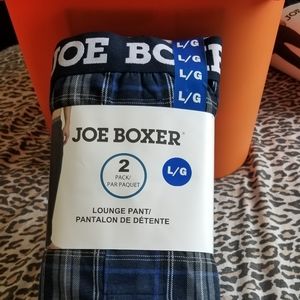 JOE BOXER
L/G
L/G
L/G
L/G
JOE BOXER®
2
PACK/
PAR PAQUET
L/G
LOUNGE PANT/
PANTALON DE DÉTENTE